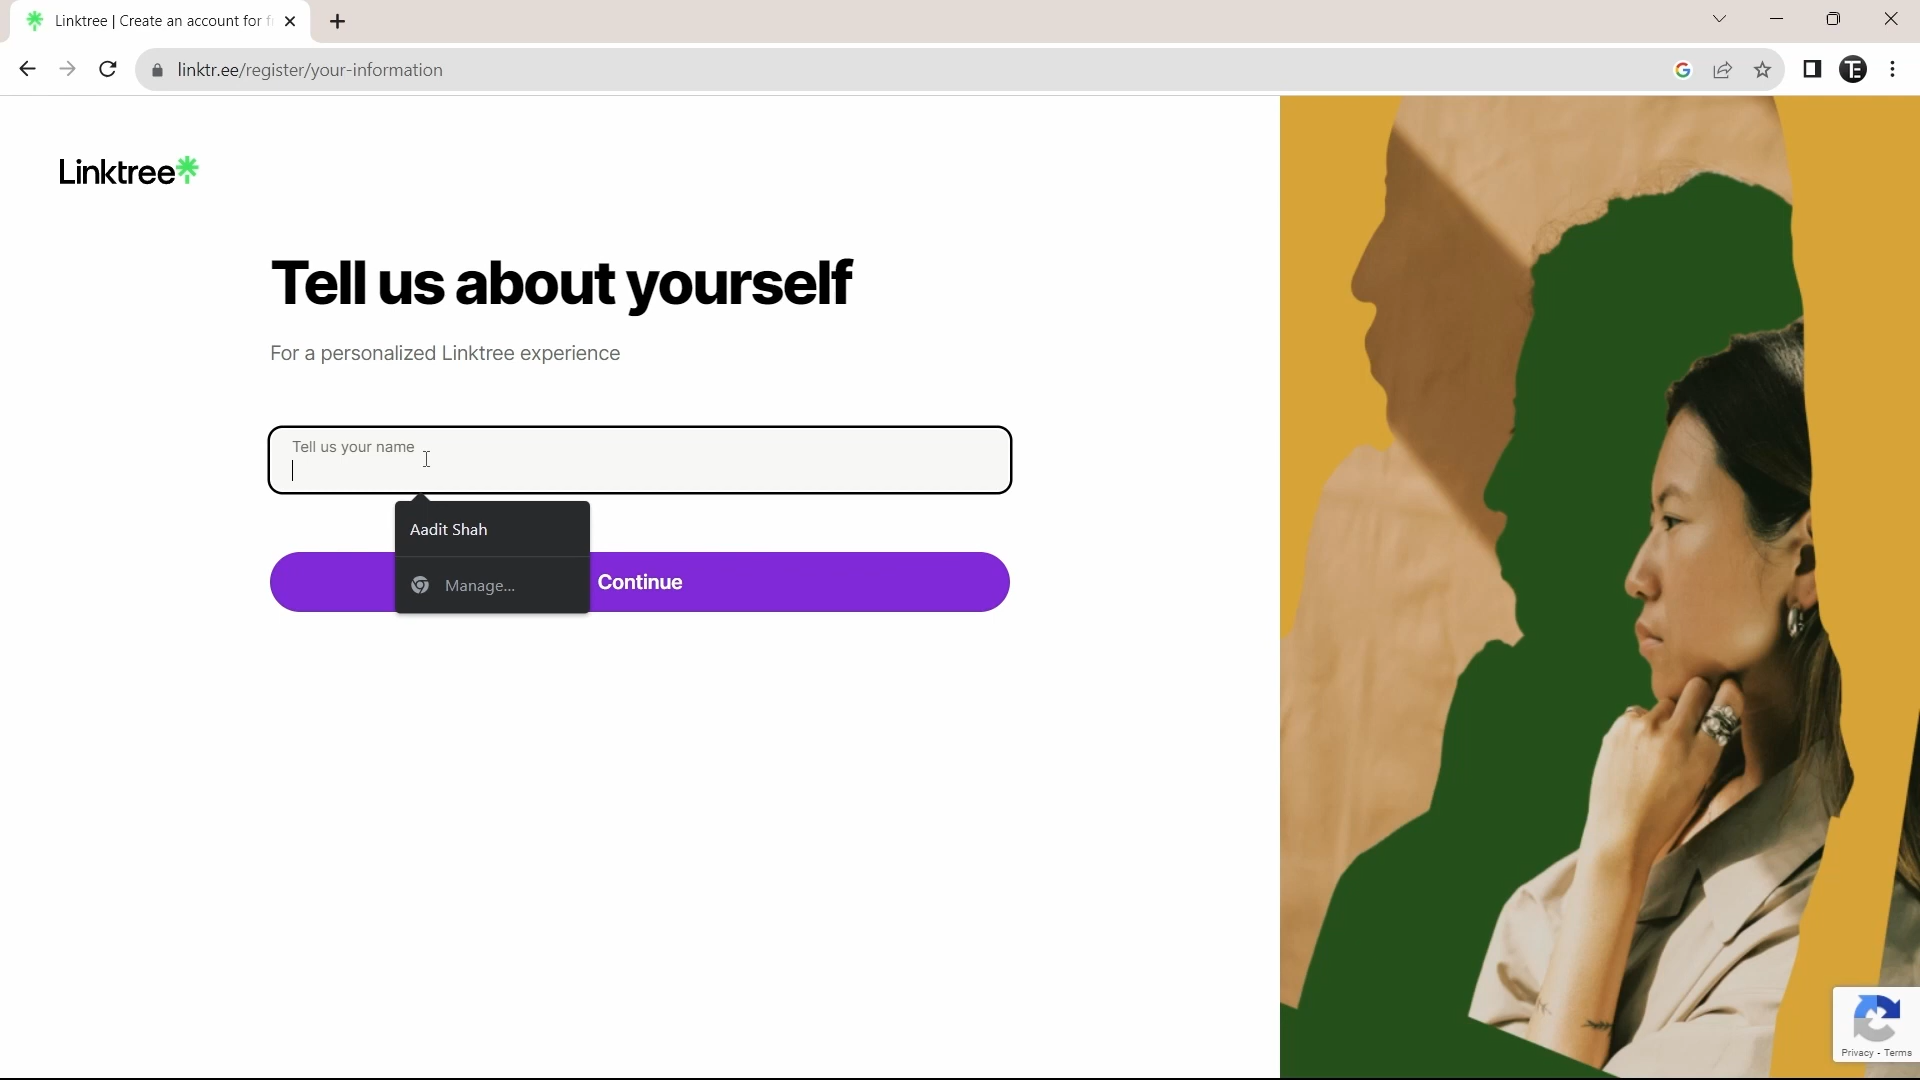 Linktree | Create an account for f
linktr.ee/register/your-information
Linktree
Tell us about yourself
For a personalized Linktree experience
Tell us your name
Aadit Shah
Manage...
Continue
Privacy - Terms